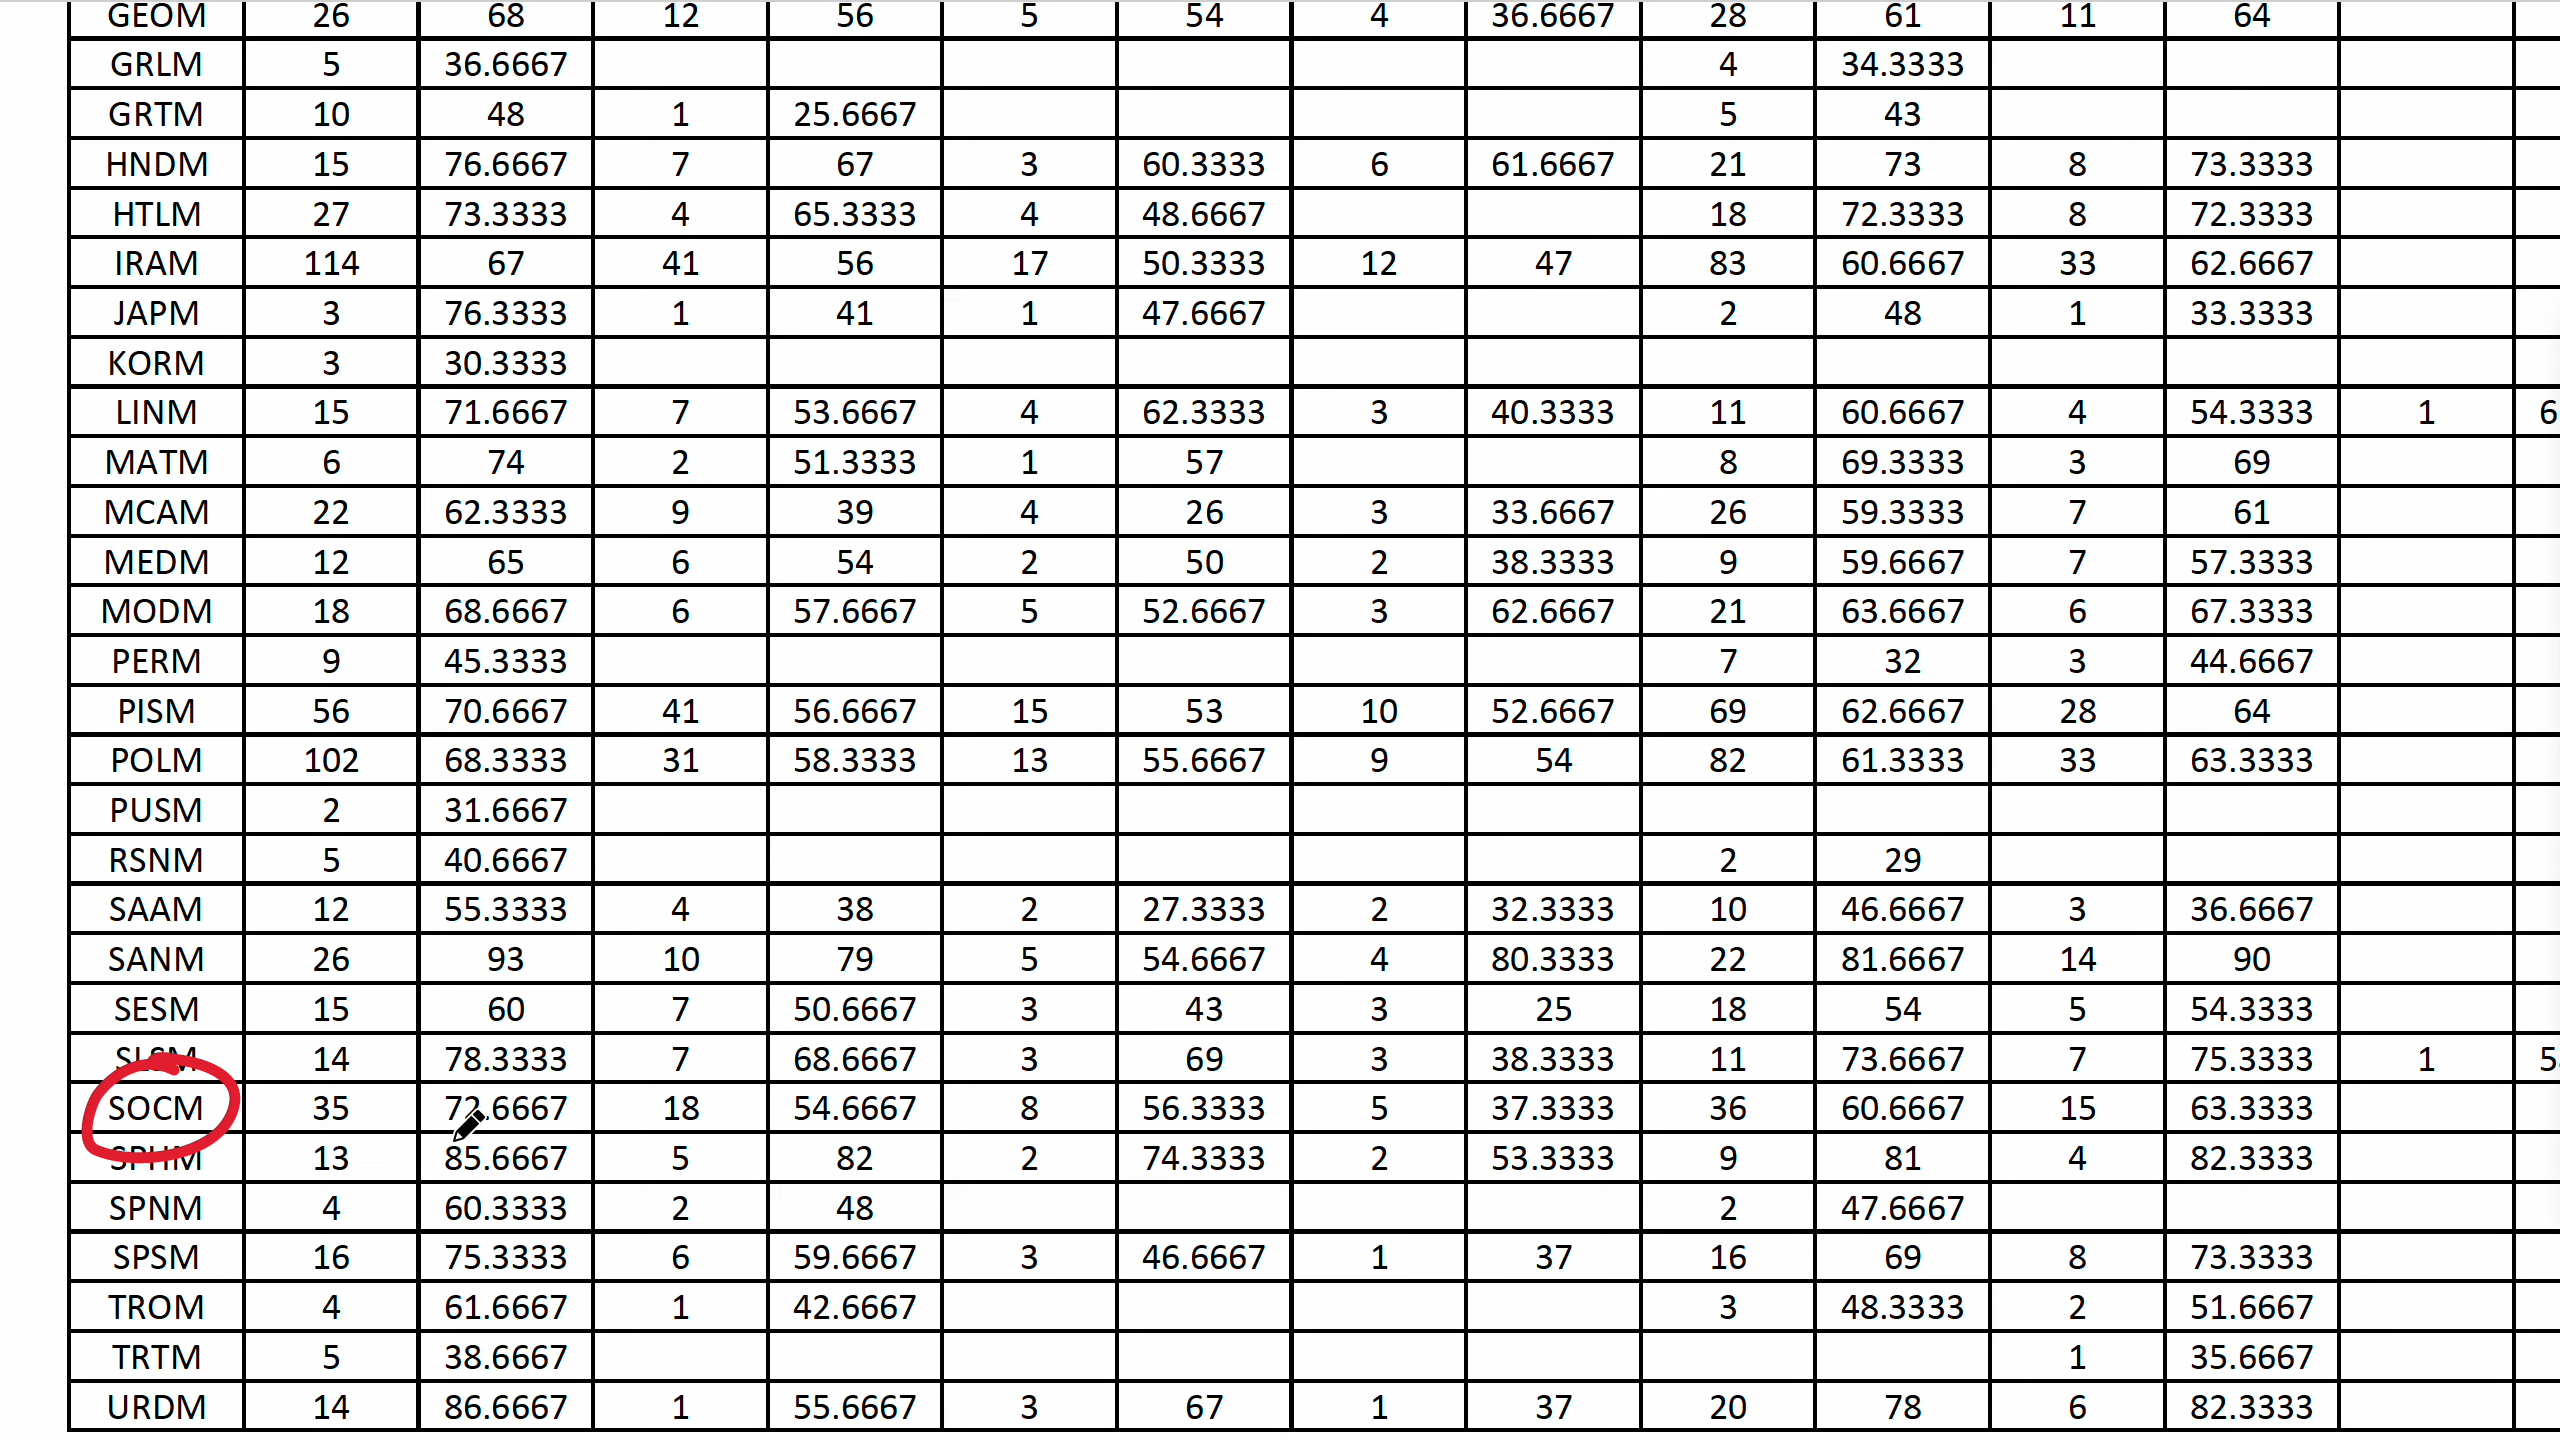 GEOM 26 68 12 56 5 54 4 36.6667 28 61 11 64
GRLM 5 36.6667 4 34.3333
GRTM 10 48 1 25.6667 5 43
HNDM 15 76.6667 7 67 3 60.3333 6 61.6667 21 73 8 73.3333
HTLM 27 73.3333 4 65.3333 4 48.6667 18 72.3333 8 72.3333
IRAM 114 67 41 56 17 50.3333 12 47 83 60.6667 33 62.6667
JAPM 3 76.3333 1 41 1 47.6667 2 48 1 33.3333
KORM 3 30.3333
LINM 15 71.6667 7 53.6667 4 62.3333 3 40.3333 11 60.6667 4 54.3333 1
MATM 6 74 2 51.3333 1 57 8 69.3333 3 69
MCAM 22 62.3333 9 39 4 26 3 33.6667 26 59.3333 7 61
MEDM 12 65 6 54 2 50 2 38.3333 9 59.6667 7 57.3333
MODM 18 68.6667 6 57.6667 5 52.6667 3 62.6667 21 63.6667 6 67.3333
PERM 9 45.3333 7 32 3 44.6667
PISM 56 70.6667 41 56.6667 15 53 10 52.6667 69 62.6667 28 64
POLM 102 68.3333 31 58.3333 13 55.6667 9 54 82 61.3333 33 63.3333
PUSM 2 31.6667
RSNM 5 40.6667 2 29
SAAM 12 55.3333 4 38 2 27.3333 2 32.3333 10 46.6667 3 36.6667
SANM 26 93 10 79 5 54.6667 4 80.3333 22 81.6667 14 90
SESM 15 60 7 50.6667 3 43 3 25 18 54 5 54.3333
SLSM 14 78.3333 7 68.6667 3 69 3 38.3333 11 73.6667 7 75.3333 1
SOCM 35 72.6667 18 54.6667 8 56.3333 5 37.3333 36 60.6667 15 63.3333
SPHM 13 85.6667 5 82 2 74.3333 2 53.3333 9 81 4 82.3333
SPNM 4 60.3333 2 48 2 47.6667
SPSM 16 75.3333 6 59.6667 3 46.6667 1 37 16 69 8 73.3333
TROM 4 61.6667 1 42.6667 3 48.3333 2 51.6667
TRTM 5 38.6667 1 35.6667
URDM 14 86.6667 1 55.6667 3 67 1 37 20 78 6 82.3333